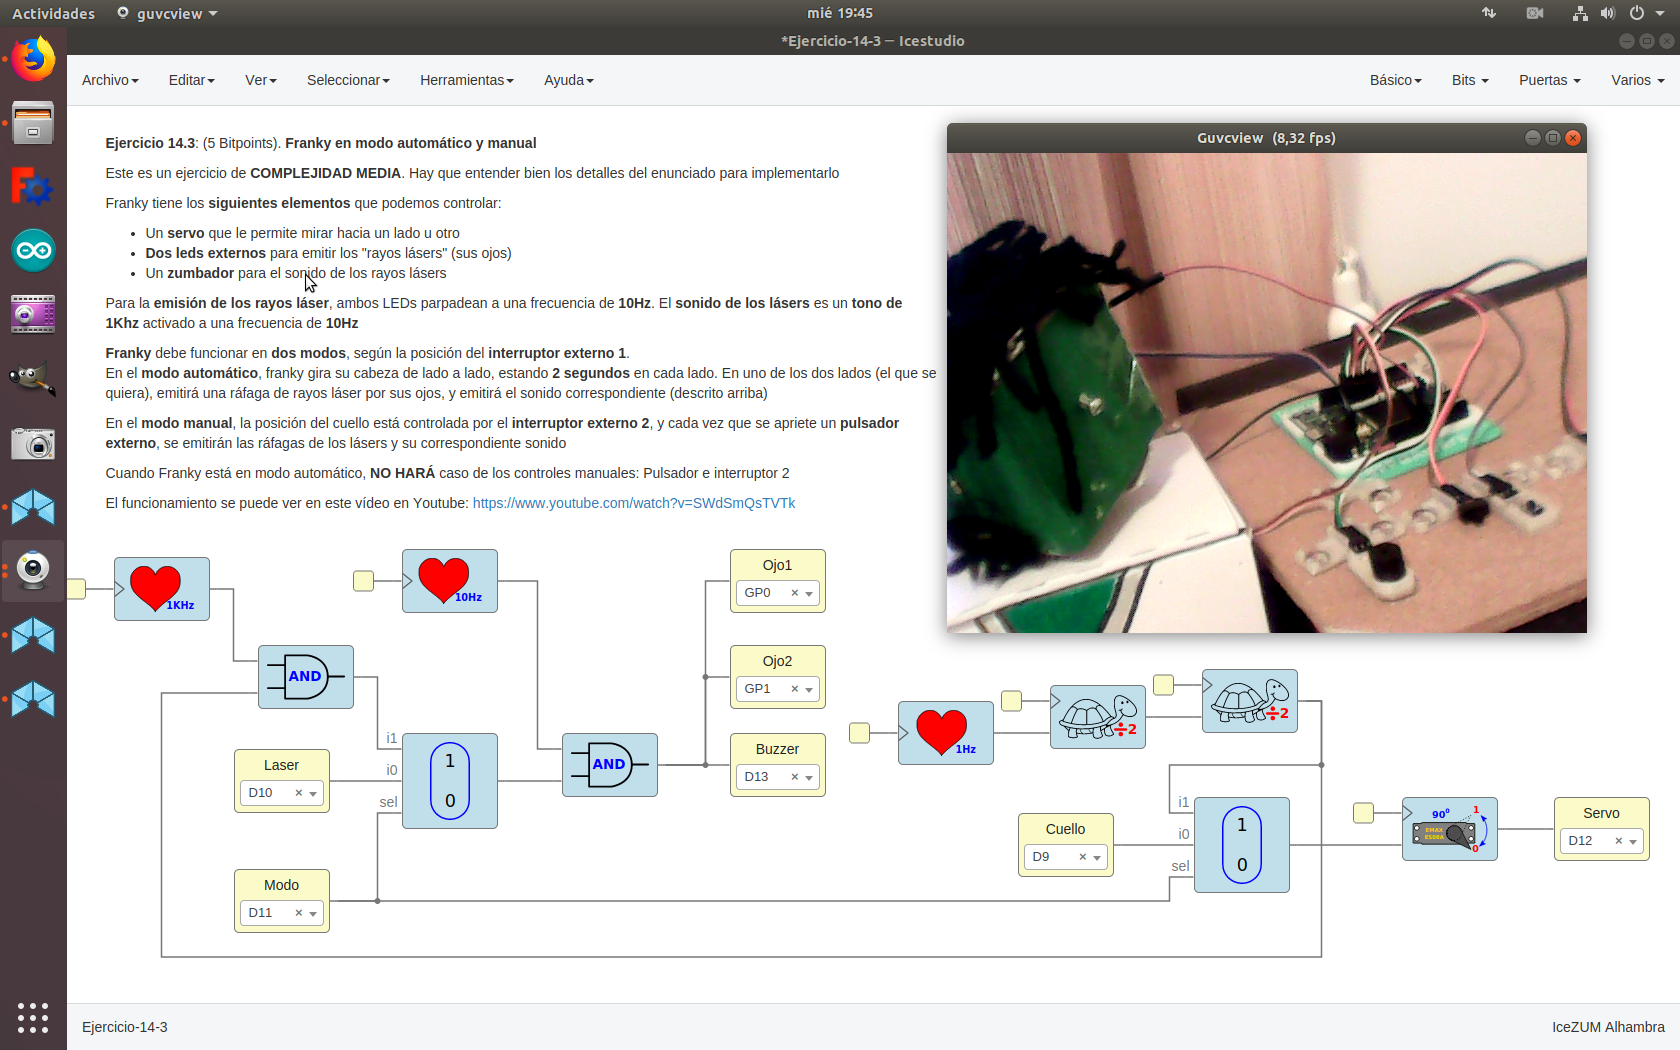 Actividades
guvcview
mié 19:45
*Ejercicio-14-3 — Icestudio
Archivo
Editar
Ver
Seleccionar
Herramientas
Ayuda
Básico
Bits
Puertas
Varios
Ejercicio 14.3: (5 Bitpoints). Franky en modo automático y manual
Este es un ejercicio de COMPLEJIDAD MEDIA. Hay que entender bien los detalles del enunciado para implementarlo
Franky tiene los siguientes elementos que podemos controlar:
• Un servo que le permite mirar hacia un lado u otro
• Dos leds externos para emitir los "rayos lásers" (sus ojos)
• Un zumbador para el sonido de los rayos lásers
Para la emisión de los rayos láser, ambos LEDs parpadean a una frecuencia de 10Hz. El sonido de los lásers es un tono de
1Khz activado a una frecuencia de 10Hz
Franky debe funcionar en dos modos, según la posición del interruptor externo 1.
En el modo automático, franky gira su cabeza de lado a lado, estando 2 segundos en cada lado. En uno de los dos lados (el que se
quiera), emitirá una ráfaga de rayos láser por sus ojos, y emitirá el sonido correspondiente (descrito arriba)
En el modo manual, la posición del cuello está controlada por el interruptor externo 2, y cada vez que se apriete un pulsador
externo, se emitirán las ráfagas de los lásers y su correspondiente sonido
Cuando Franky está en modo automático, NO HARÁ caso de los controles manuales: Pulsador e interruptor 2
El funcionamiento se puede ver en este vídeo en Youtube: https://www.youtube.com/watch?v=SWdSmQsTVTk
Guvcview (8,32 fps)
1KHz
10Hz
Ojo1
GP0
AND
Ojo2
GP1
i1
i0
sel
1
0
Laser
D10
AND
Buzzer
D13
1Hz
÷2
÷2
Modo
D11
Cuello
D9
i1
i0
sel
1
0
90º
1
EMAX
ES08A
0
Servo
D12
Ejercicio-14-3
IceZUM Alhambra